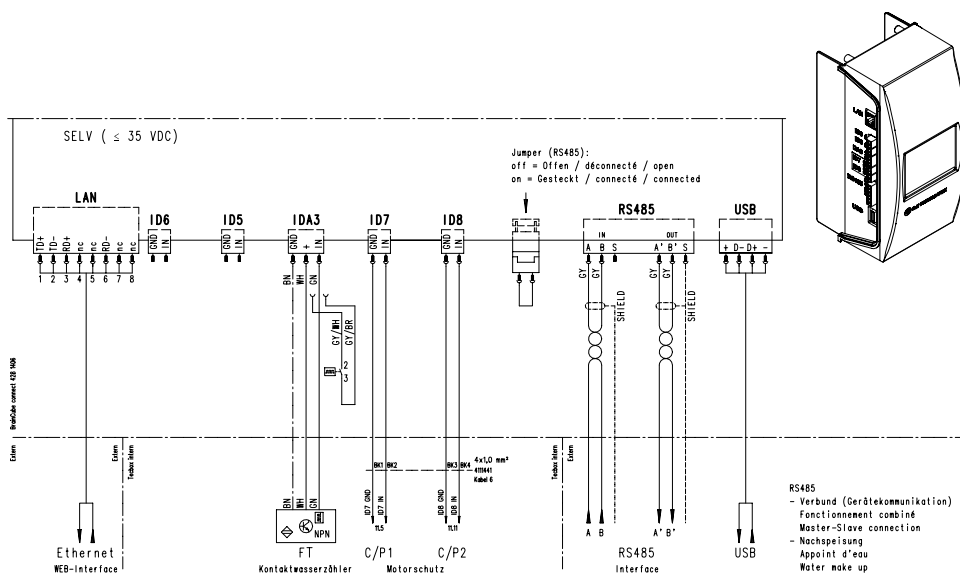 SELV ( ≤ 35 VDC)
Jumper (RS485):
off = Offen / déconnecté / open
on = Gesteckt / connecté / connected
LAN
ID6
ID5
IDA3
ID7
ID8
RS485
USB
TD+ TD- RD+ nc nc RD- nc nc
GND IN
GND IN
GND + IN
GND IN
GND IN
IN OUT
A B S A' B' S
+ D- D+ -
1 2 3 4 5 6 7 8
BN WH GN
GY GY GY GY
SHIELD SHIELD
GY/WH GY/BR
2
3
BrainCube connect 428 1406
Extern Extern Tecbox intern Tecbox intern Extern
BK1 BK2 BK3 BK4
4x1,0 mm²
4111441
Kabel 6
BN WH GN
ID7 GND ID7 IN ID8 GND ID8 IN
NPN
11.5 11.11
A B A' B'
Ethernet
WEB-Interface
FT
Kontaktwasserzähler
C/P1 C/P2
Motorschutz
RS485
Interface
USB
RS485
- Verbund (Gerätekommunikation)
Fonctionnement combiné
Master-Slave connection
- Nachspeisung
Appoint d'eau
Water make up
LAN
USB